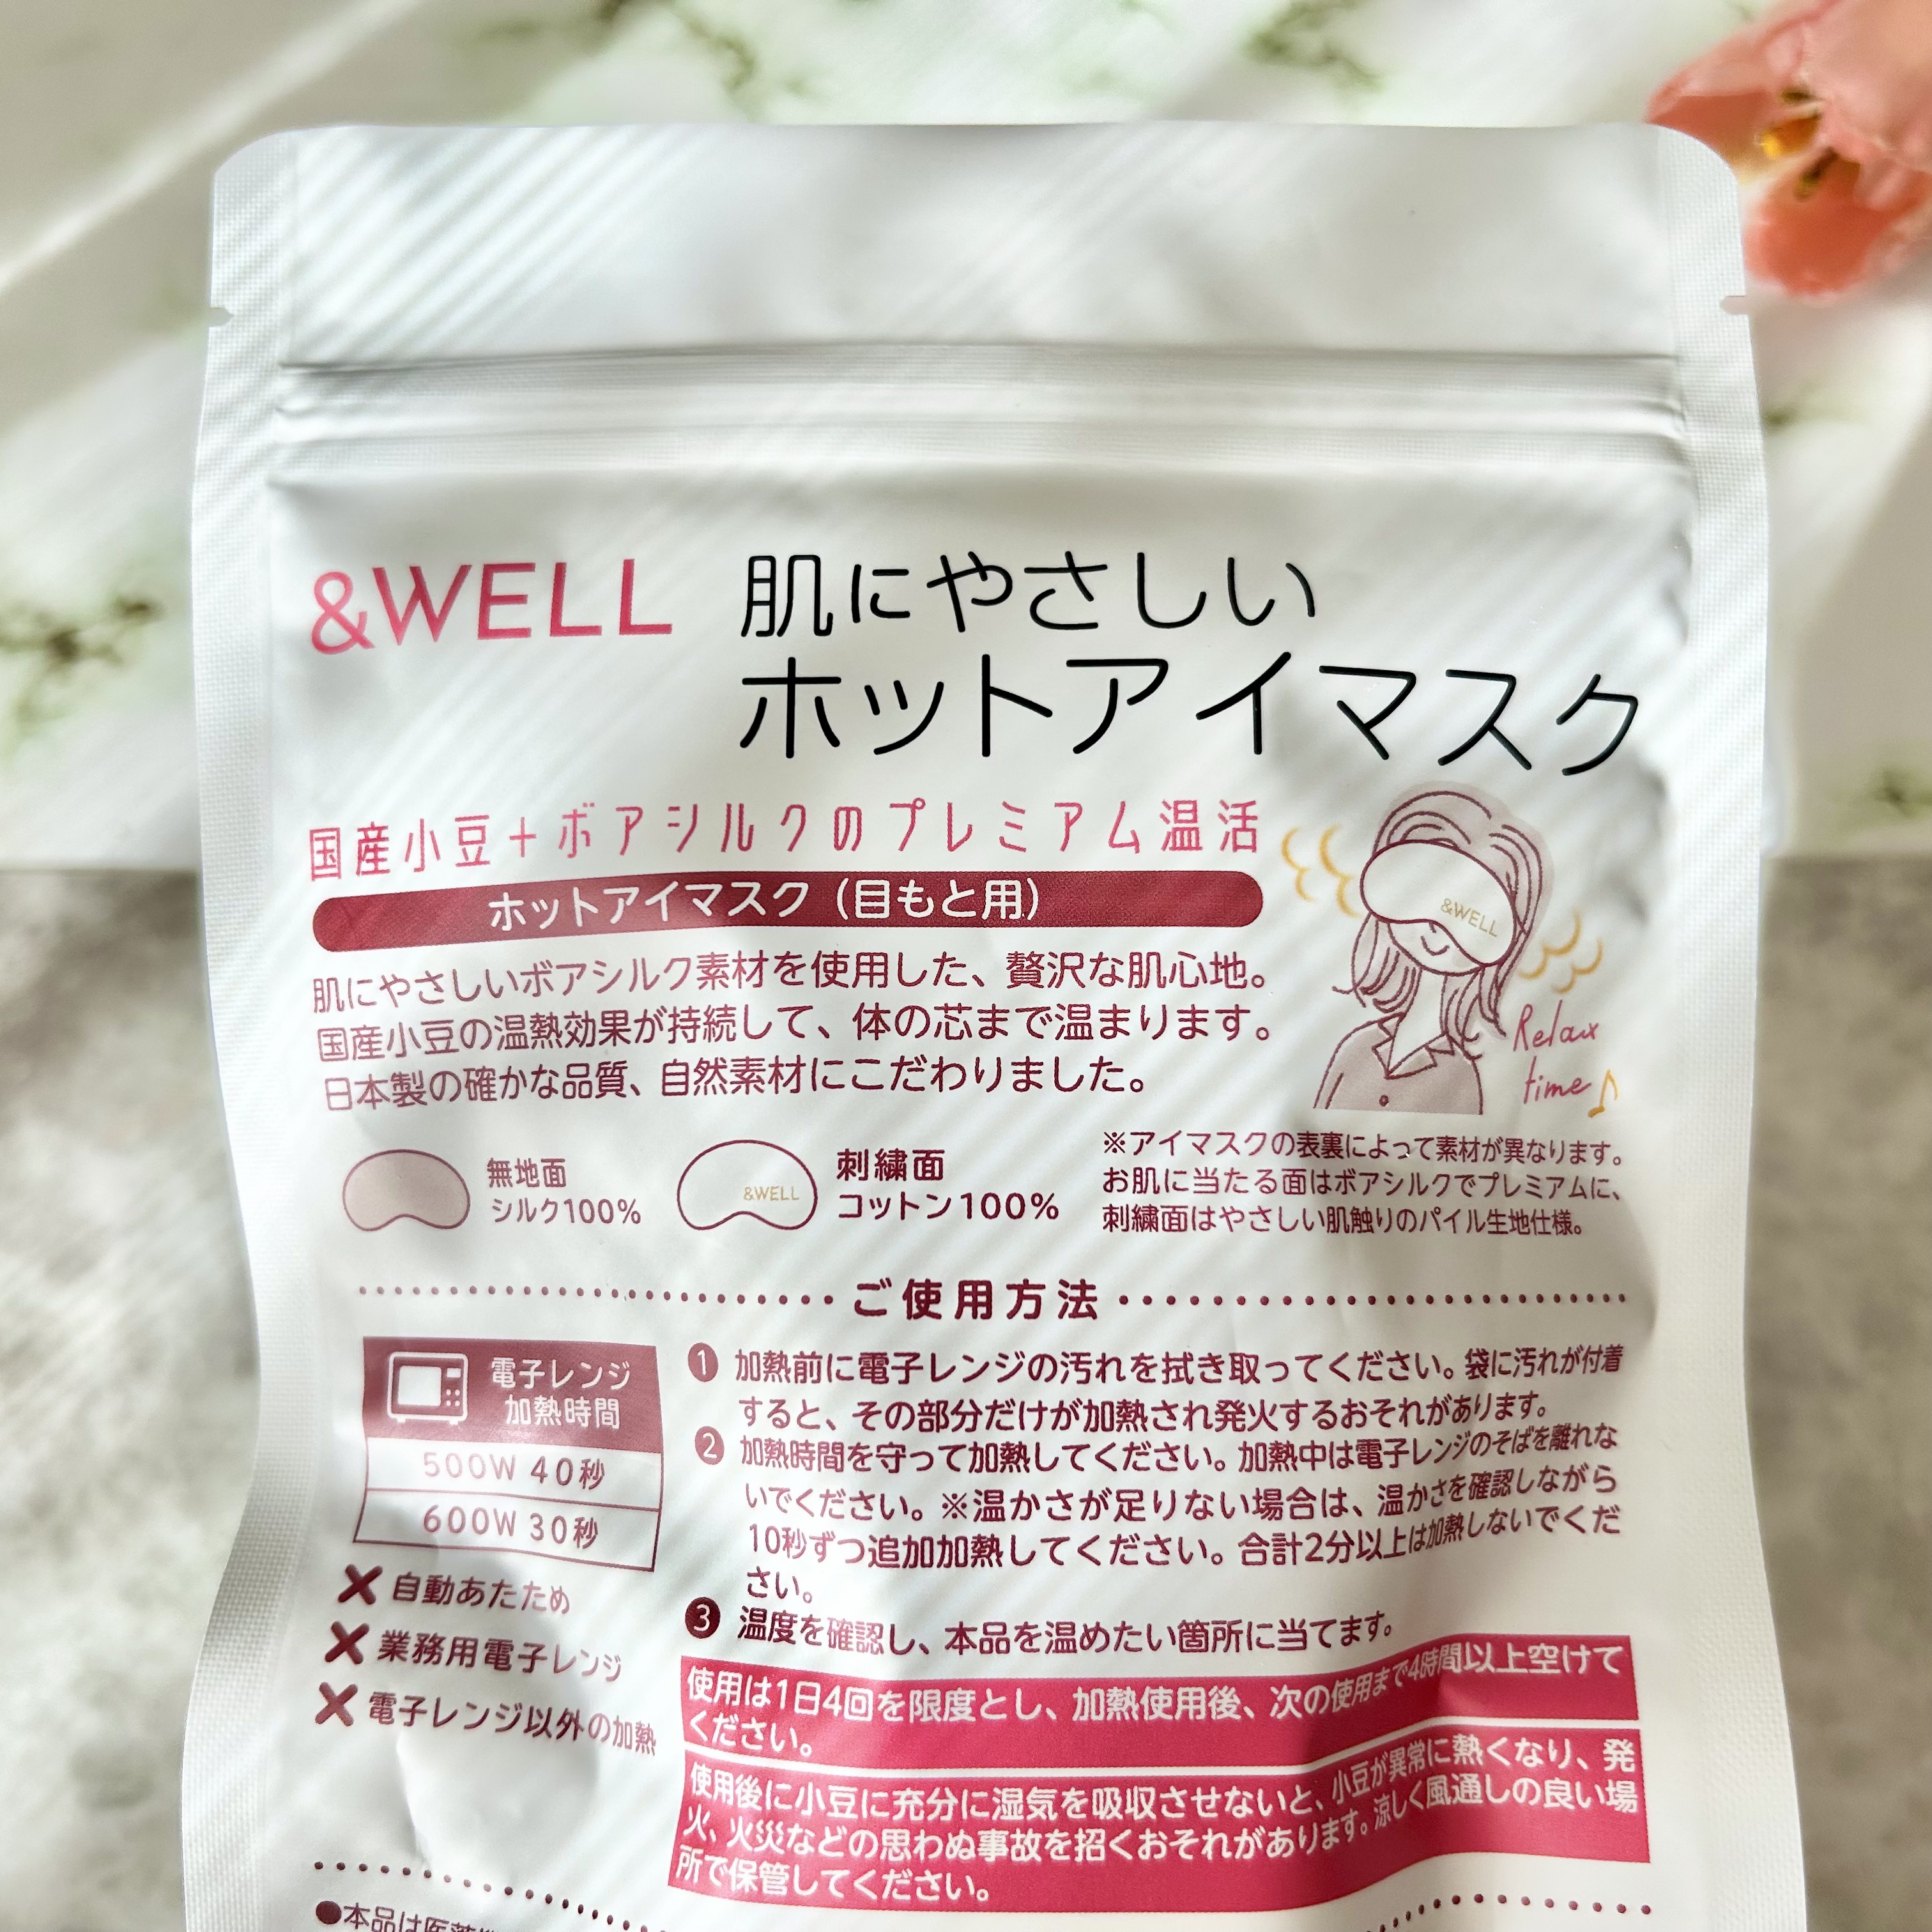 &WELL
肌にやさしい
ホットアイマスク
国産小豆+ボアシルクのプレミアム温活
ホットアイマスク（目もと用）
&WELL
Relax
time♪
肌にやさしいボアシルク素材を使用した、贅沢な肌心地。
国産小豆の温熱効果が持続して、体の芯まで温まります。
日本製の確かな品質、自然素材にこだわりました。
無地面
シルク100%
&WELL
刺繍面
コットン100%
※アイマスクの表裏によって素材が異なります。
お肌に当たる面はボアシルクでプレミアムに、
刺繍面はやさしい肌触りのパイル生地仕様。
ご使用方法
電子レンジ
加熱時間
500W 40秒
600W 30秒
✕ 自動あたため
✕ 業務用電子レンジ
✕ 電子レンジ以外の加熱
❶ 加熱前に電子レンジの汚れを拭き取ってください。袋に汚れが付着
すると、その部分だけが加熱され発火するおそれがあります。
❷ 加熱時間を守って加熱してください。加熱中は電子レンジのそばを離れな
いでください。※温かさが足りない場合は、温かさを確認しながら
10秒ずつ追加加熱してください。合計2分以上は加熱しないでくだ
さい。
❸ 温度を確認し、本品を温めたい箇所に当てます。
使用は1日4回を限度とし、加熱使用後、次の使用まで4時間以上空けて
ください。
使用後に小豆に充分に湿気を吸収させないと、小豆が異常に熱くなり、発
火、火災などの思わぬ事故を招くおそれがあります。涼しく風通しの良い場
所で保管してください。
●本品は医薬